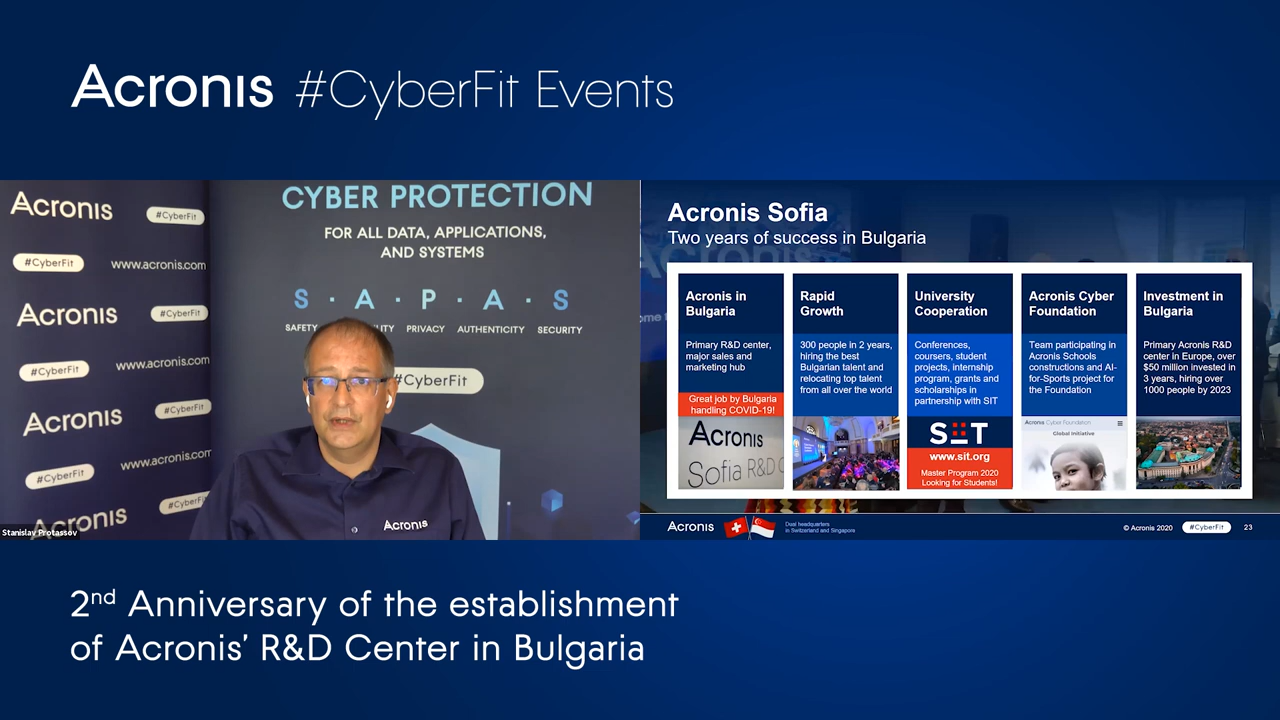 Acronis #CyberFit Events
Acronis
#CyberFit
#CyberFit
www.acronis.com
Acronis
#CyberFit
#CyberFit
www.acronis.com
Acronis
#CyberFit
#CyberFit
www.acronis.com
Acronis
CYBER PROTECTION
FOR ALL DATA, APPLICATIONS,
AND SYSTEMS
S · A · P · A · S
SAFETY PRIVACY AUTHENTICITY SECURITY
#CyberFit
Acronis
Stanislav Protassov
Acronis Sofia
Two years of success in Bulgaria
Acronis in
Bulgaria
Primary R&D center,
major sales and
marketing hub
Great job by Bulgaria
handling COVID-19!
Acronis
Sofia R&D
Rapid
Growth
300 people in 2 years,
hiring the best
Bulgarian talent and
relocating top talent
from all over the world
University
Cooperation
Conferences,
coursers, student
projects, internship
program, grants and
scholarships in
partnership with SIT
SIT
www.sit.org
Master Program 2020
Looking for Students!
Acronis Cyber
Foundation
Team participating in
Acronis Schools
constructions and AI-
for-Sports project for
the Foundation
Acronis Cyber Foundation
Global Initiative
Investment in
Bulgaria
Primary Acronis R&D
center in Europe, over
$50 million invested in
3 years, hiring over
1000 people by 2023
Acronis
Dual headquarters
in Switzerland and Singapore
© Acronis 2020
#CyberFit
23
2nd Anniversary of the establishment
of Acronis' R&D Center in Bulgaria